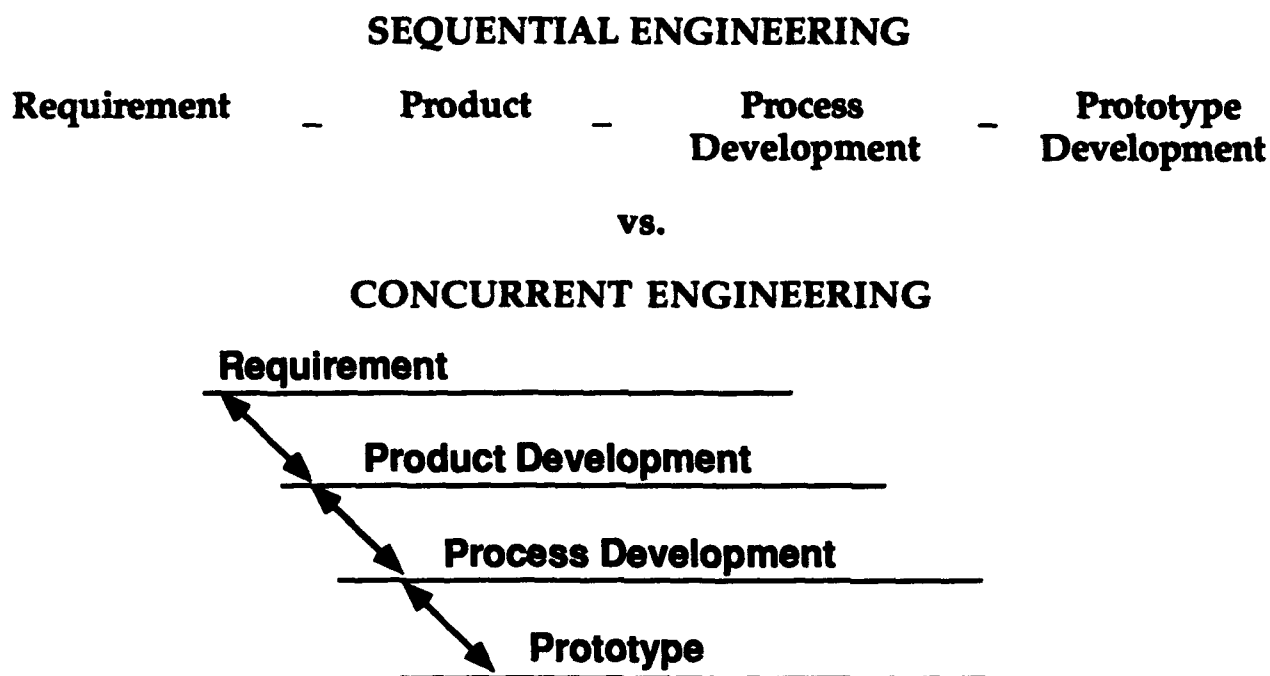 SEQUENTIAL ENGINEERING
Requirement _ Product _ Process _ Prototype
Development Development
vs.
CONCURRENT ENGINEERING
Requirement
Product Development
Process Development
Prototype